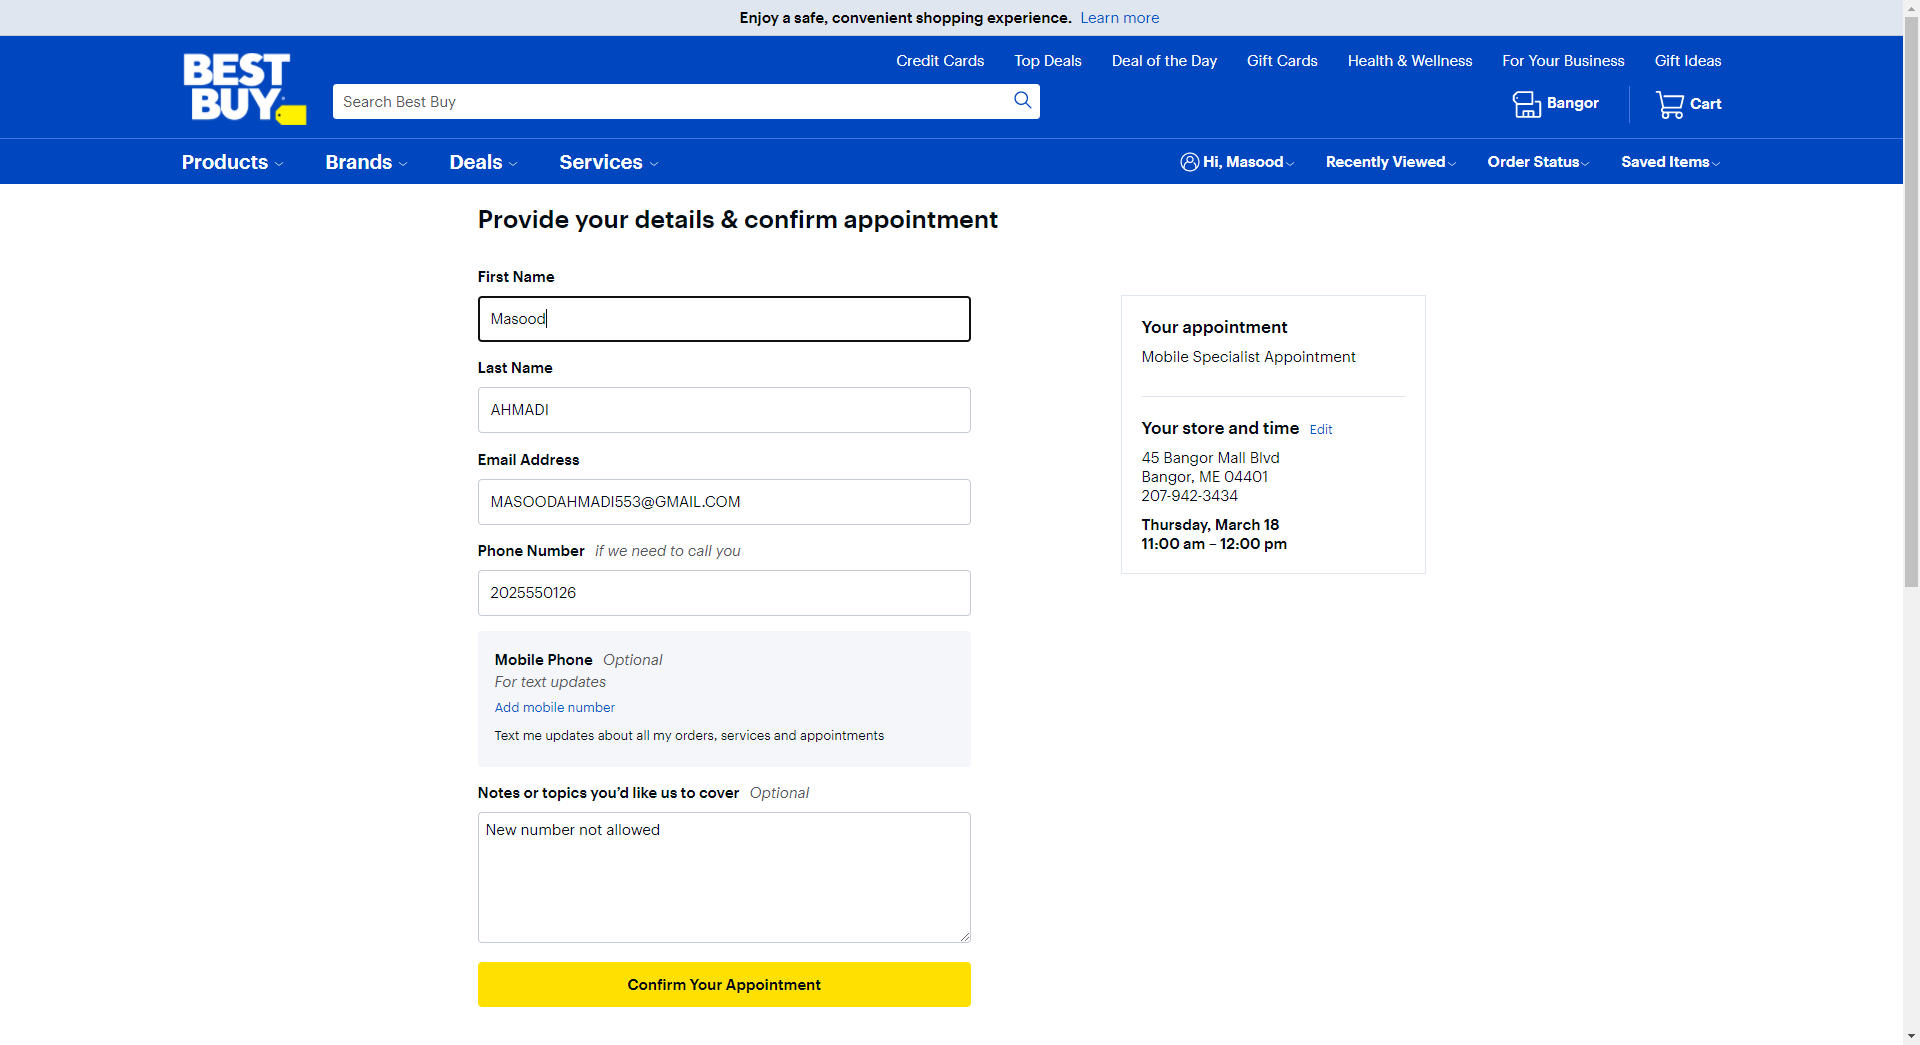 Enjoy a safe, convenient shopping experience. Learn more
Credit Cards Top Deals Deal of the Day Gift Cards Health & Wellness For Your Business Gift Ideas
BEST
BUY
Search Best Buy
Bangor Cart
Products Brands Deals Services Hi, Masood Recently Viewed Order Status Saved Items
Provide your details & confirm appointment
First Name
Masood
Last Name
AHMADI
Email Address
MASOODAHMADI553@GMAIL.COM
Phone Number if we need to call you
2025550126
Mobile Phone Optional
For text updates
Add mobile number
Text me updates about all my orders, services and appointments
Notes or topics you'd like us to cover Optional
New number not allowed
Confirm Your Appointment
Your appointment
Mobile Specialist Appointment
Your store and time Edit
45 Bangor Mall Blvd
Bangor, ME 04401
207-942-3434
Thursday, March 18
11:00 am – 12:00 pm